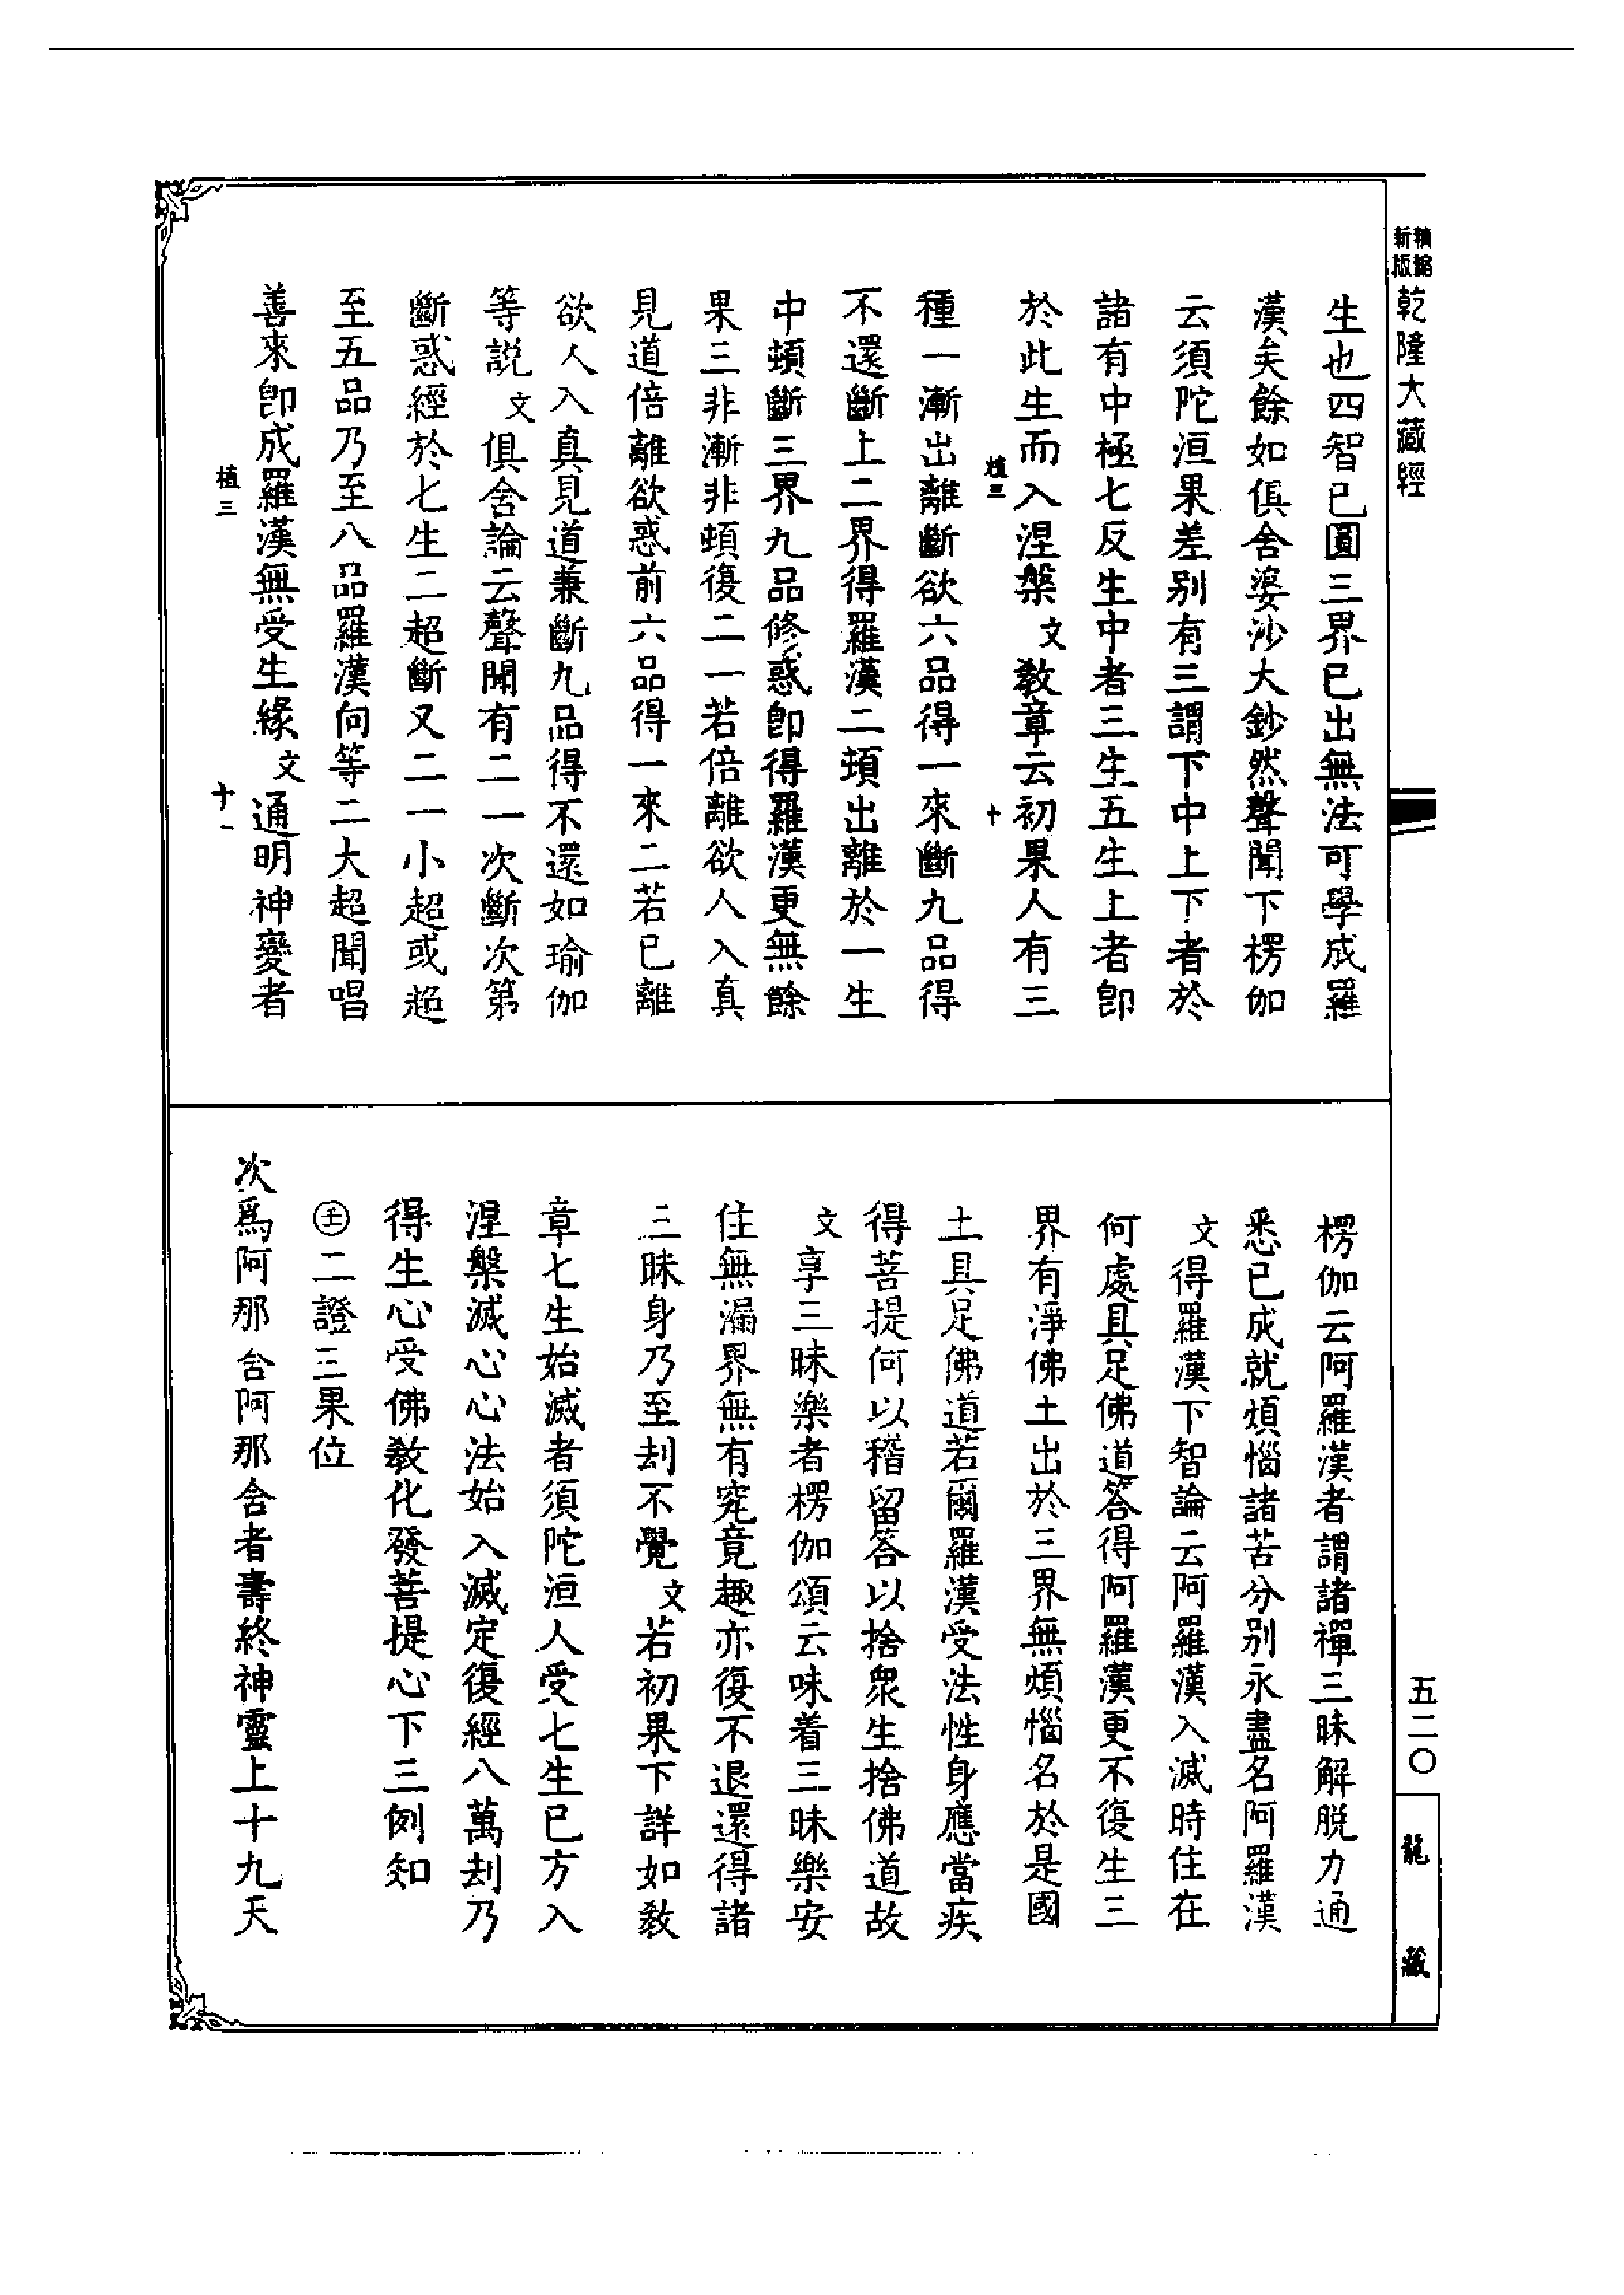 新版精縮
乾隆大藏經
生也四智已圓三界已出無法可學成羅
漢矣餘如俱舍婆沙大鈔然聲聞下楞伽
云須陀洹果差別有三謂下中上下者於
諸有中極七反生中者三生五生上者即
於此生而入涅槃文教章云初果人有三
植三
十
種一漸出離斷欲六品得一來斷九品得
不還斷上二界得羅漢二頓出離於一生
中頓斷三界九品修惑即得羅漢更無餘
果三非漸非頓復二一若倍離欲人入真
見道倍離欲惑前六品得一來二若已離
欲人入真見道兼斷九品得不還如瑜伽
等説文俱舍論云聲聞有二一次斷次第
斷惑經於七生二超斷又二一小超或超
至五品乃至八品羅漢向等二大超聞唱
善來即成羅漢無受生緣文通明神變者
植三
十一
楞伽云阿羅漢者謂諸禪三昧解脱力通
悉已成就煩惱諸苦分別永盡名阿羅漢
文得羅漢下智論云阿羅漢入滅時住在
何處具足佛道答得阿羅漢更不復生三
界有淨佛土出於三界無煩惱名於是國
土具足佛道若爾羅漢受法性身應當疾
得菩提何以稽留答以捨衆生捨佛道故
文享三昧樂者楞伽頌云味着三昧樂安
住無漏界無有究竟趣亦復不退還得諸
三昧身乃至刦不覺文若初果下詳如教
章七生始滅者須陀洹人受七生已方入
涅槃滅心心法始入滅定復經八萬刦乃
得生心受佛教化發菩提心下三例知
㊅二證三果位
次為阿那含阿那含者壽終神靈上十九天
五二〇
龍藏